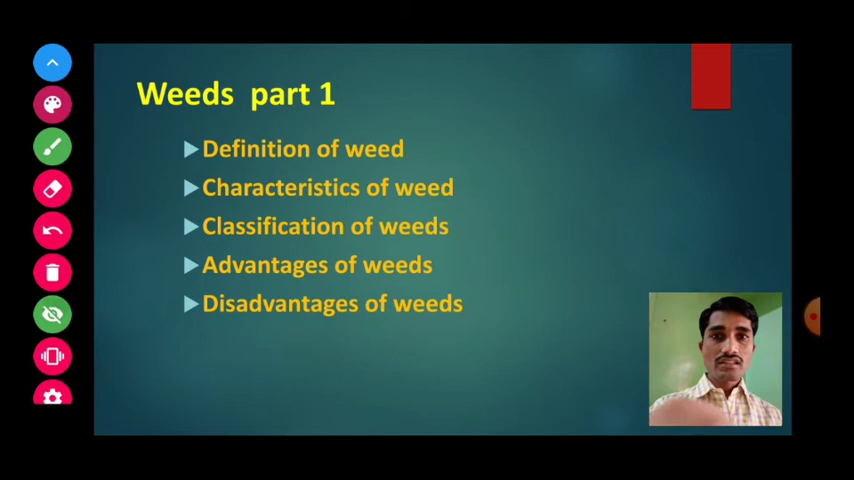 Weeds part 1
Definition of weed
Characteristics of weed
Classification of weeds
Advantages of weeds
Disadvantages of weeds